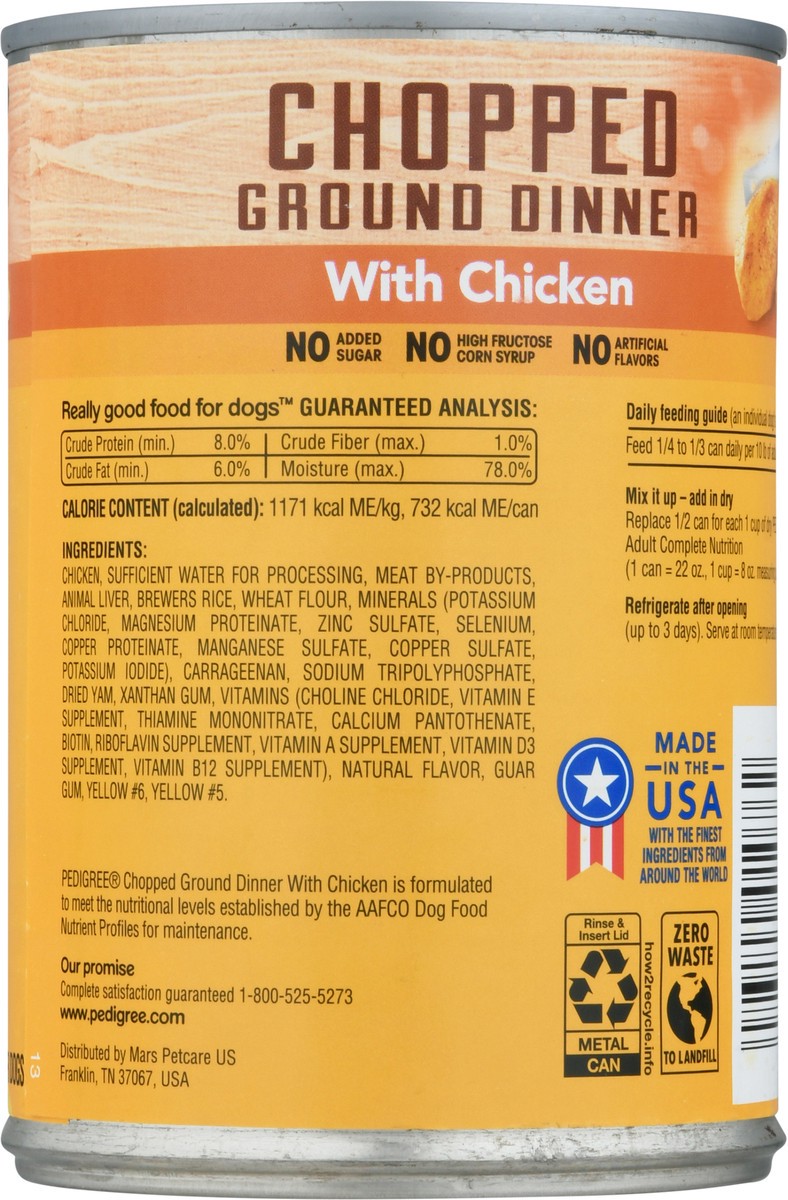 CHOPPED
GROUND DINNER
With Chicken
NO ADDED SUGAR NO HIGH FRUCTOSE CORN SYRUP NO ARTIFICIAL FLAVORS
Really good food for dogs™ GUARANTEED ANALYSIS:
Crude Protein (min.) 8.0% Crude Fiber (max.) 1.0%
Crude Fat (min.) 6.0% Moisture (max.) 78.0%
CALORIE CONTENT (calculated): 1171 kcal ME/kg, 732 kcal ME/can
INGREDIENTS:
CHICKEN, SUFFICIENT WATER FOR PROCESSING, MEAT BY-PRODUCTS,
ANIMAL LIVER, BREWERS RICE, WHEAT FLOUR, MINERALS (POTASSIUM
CHLORIDE, MAGNESIUM PROTEINATE, ZINC SULFATE, SELENIUM,
COPPER PROTEINATE, MANGANESE SULFATE, COPPER SULFATE,
POTASSIUM IODIDE), CARRAGEENAN, SODIUM TRIPOLYPHOSPHATE,
DRIED YAM, XANTHAN GUM, VITAMINS (CHOLINE CHLORIDE, VITAMIN E
SUPPLEMENT, THIAMINE MONONITRATE, CALCIUM PANTOTHENATE,
BIOTIN, RIBOFLAVIN SUPPLEMENT, VITAMIN A SUPPLEMENT, VITAMIN D3
SUPPLEMENT, VITAMIN B12 SUPPLEMENT), NATURAL FLAVOR, GUAR
GUM, YELLOW #6, YELLOW #5.
PEDIGREE® Chopped Ground Dinner With Chicken is formulated
to meet the nutritional levels established by the AAFCO Dog Food
Nutrient Profiles for maintenance.
Our promise
Complete satisfaction guaranteed 1-800-525-5273
www.pedigree.com
Distributed by Mars Petcare US
Franklin, TN 37067, USA
Daily feeding guide (an individual
Feed 1/4 to 1/3 can daily per 10 lb of
Mix it up – add in dry
Replace 1/2 can for each 1 cup of dry
Adult Complete Nutrition
(1 can = 22 oz., 1 cup = 8 oz.
Refrigerate after opening
(up to 3 days). Serve at room
MADE
IN THE
USA
WITH THE FINEST
INGREDIENTS FROM
AROUND THE WORLD
Rinse &
Insert Lid
METAL
CAN
how2recycle.info
ZERO
WASTE
TO LANDFILL
DOGS
13